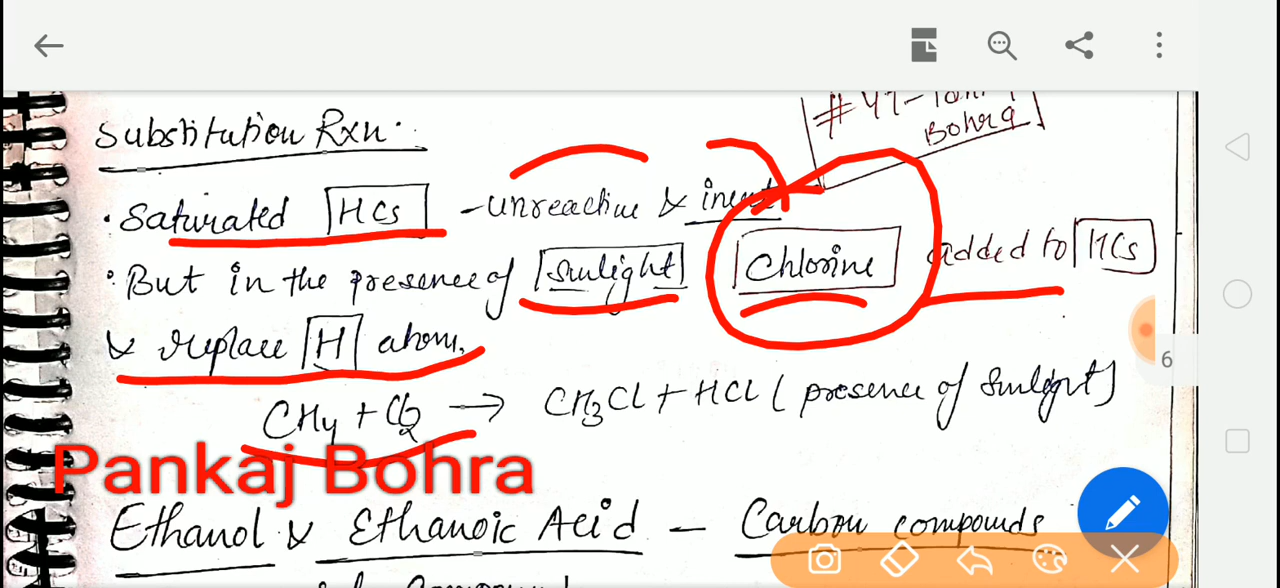 # 47-
Bohra
Substitution Rxn.
• Saturated HCs - unreactive & inert
• But in the presence of Sunlight Chlorine added to HCs
& replace H atom.
6
CH4 + Cl2 → CH3Cl + HCl ( presence of Sunlight)
Pankaj Bohra
Ethanol & Ethanoic Acid - Carbon compounds